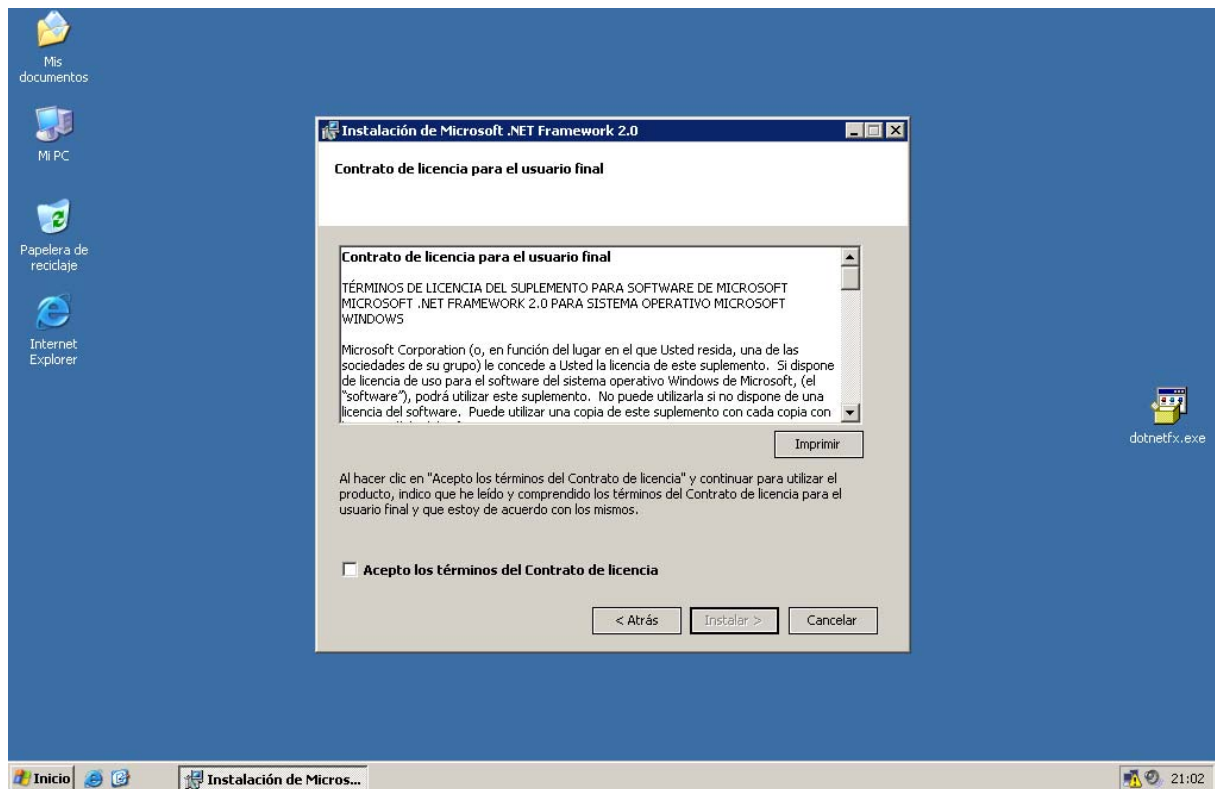 Mis
documentos
Mi PC
Papelera de
reciclaje
Internet
Explorer
Instalación de Microsoft .NET Framework 2.0
Contrato de licencia para el usuario final
Contrato de licencia para el usuario final
TÉRMINOS DE LICENCIA DEL SUPLEMENTO PARA SOFTWARE DE MICROSOFT
MICROSOFT .NET FRAMEWORK 2.0 PARA SISTEMA OPERATIVO MICROSOFT
WINDOWS
Microsoft Corporation (o, en función del lugar en el que Usted resida, una de las
sociedades de su grupo) le concede a Usted la licencia de este suplemento. Si dispone
de licencia de uso para el software del sistema operativo Windows de Microsoft, (el
"software"), podrá utilizar este suplemento. No puede utilizarla si no dispone de una
licencia del software. Puede utilizar una copia de este suplemento con cada copia con
Imprimir
Al hacer clic en "Acepto los términos del Contrato de licencia" y continuar para utilizar el
producto, indico que he leído y comprendido los términos del Contrato de licencia para el
usuario final y que estoy de acuerdo con los mismos.
Acepto los términos del Contrato de licencia
< Atrás
Instalar >
Cancelar
dotnetfx.exe
Inicio
Instalación de Micros...
21:02